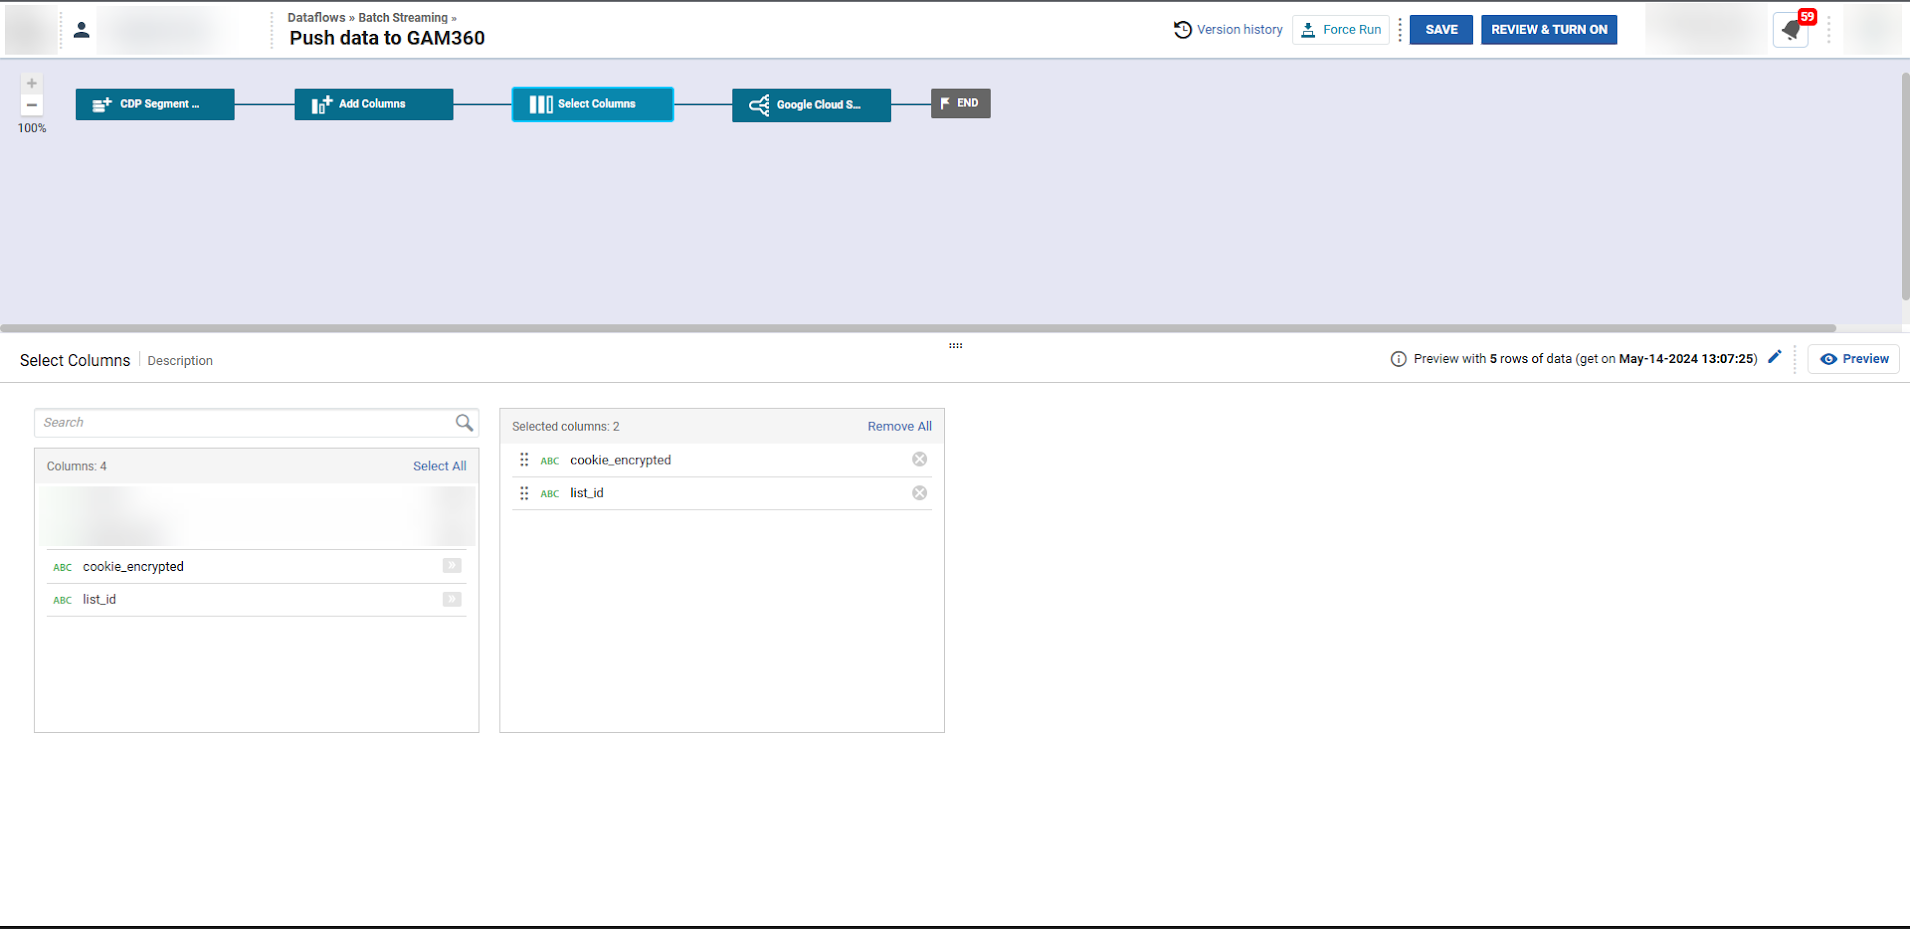 Dataflows » Batch Streaming »
Push data to GAM360
Version history
Force Run
SAVE
REVIEW & TURN ON
59
+
−
100%
CDP Segment ...
Add Columns
Select Columns
Google Cloud S...
END
Select Columns
Description
Preview with 5 rows of data (get on May-14-2024 13:07:25)
Preview
Search
Columns: 4
Select All
ABC cookie_encrypted
ABC list_id
Selected columns: 2
Remove All
ABC cookie_encrypted
ABC list_id